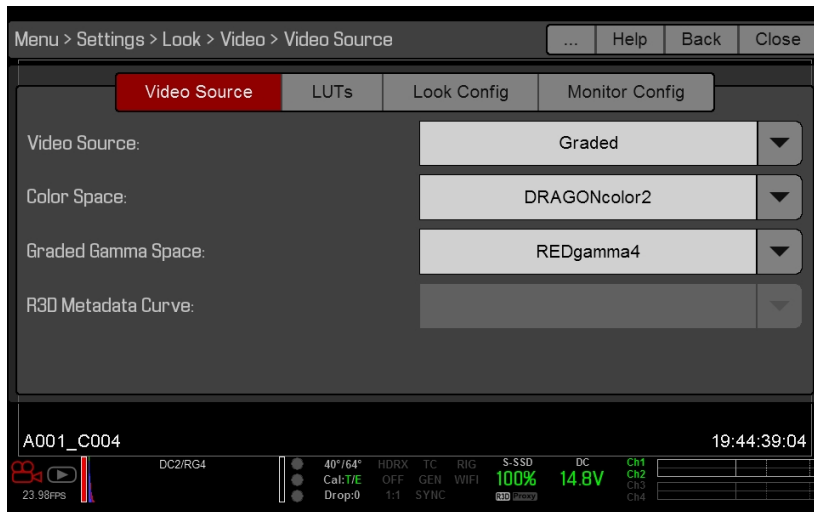 Menu > Settings > Look > Video > Video Source
... Help Back Close
Video Source LUTs Look Config Monitor Config
Video Source: Graded
Color Space: DRAGONcolor2
Graded Gamma Space: REDgamma4
R3D Metadata Curve:
A001_C004 19:44:39:04
DC2/RG4 40°/64° HDRX TC RIG S-SSD DC Ch1
Cal:T/E OFF GEN WIFI 100% 14.8V Ch2
Ch3
23.98FPS Drop:0 1:1 SYNC R3D Proxy Ch4